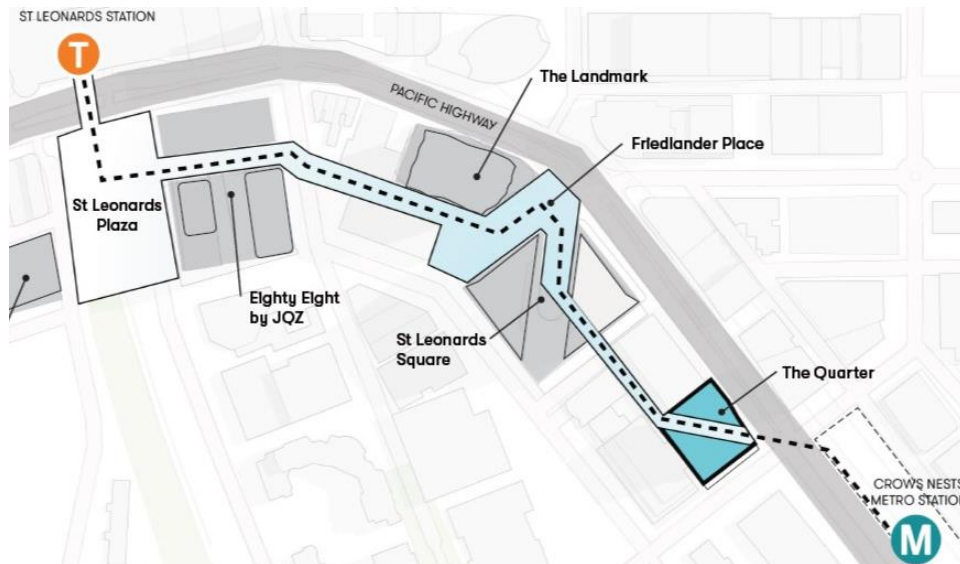 ST LEONARDS STATION
T
The Landmark
PACIFIC HIGHWAY
Friedlander Place
St Leonards
Plaza
Eighty Eight
by JQZ
St Leonards
Square
The Quarter
CROWS NESTS
METRO STATION
M